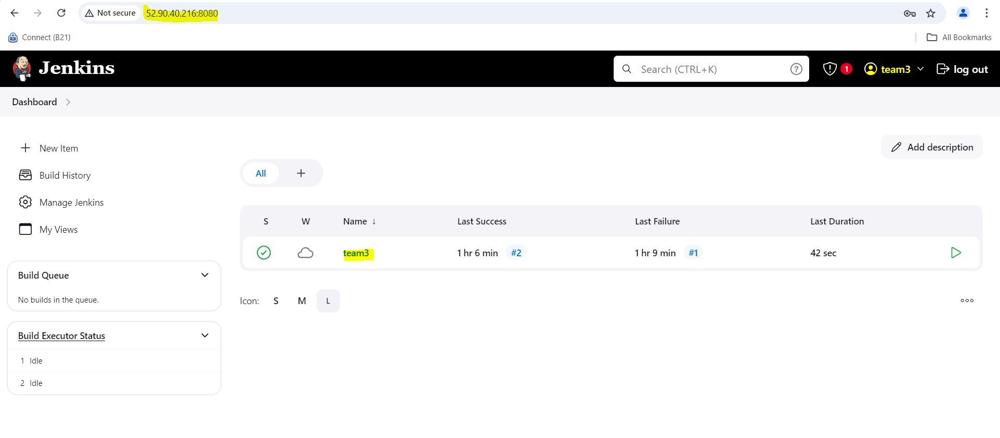 Not secure 52.90.40.216:8080
Connect (B21) All Bookmarks
Jenkins Search (CTRL+K) ? 1 team3 log out
Dashboard
New Item
Add description
Build History
All +
Manage Jenkins
My Views
S W Name ↓ Last Success Last Failure Last Duration
team3 1 hr 6 min #2 1 hr 9 min #1 42 sec
Build Queue
No builds in the queue.
Icon: S M L
Build Executor Status
1 Idle
2 Idle